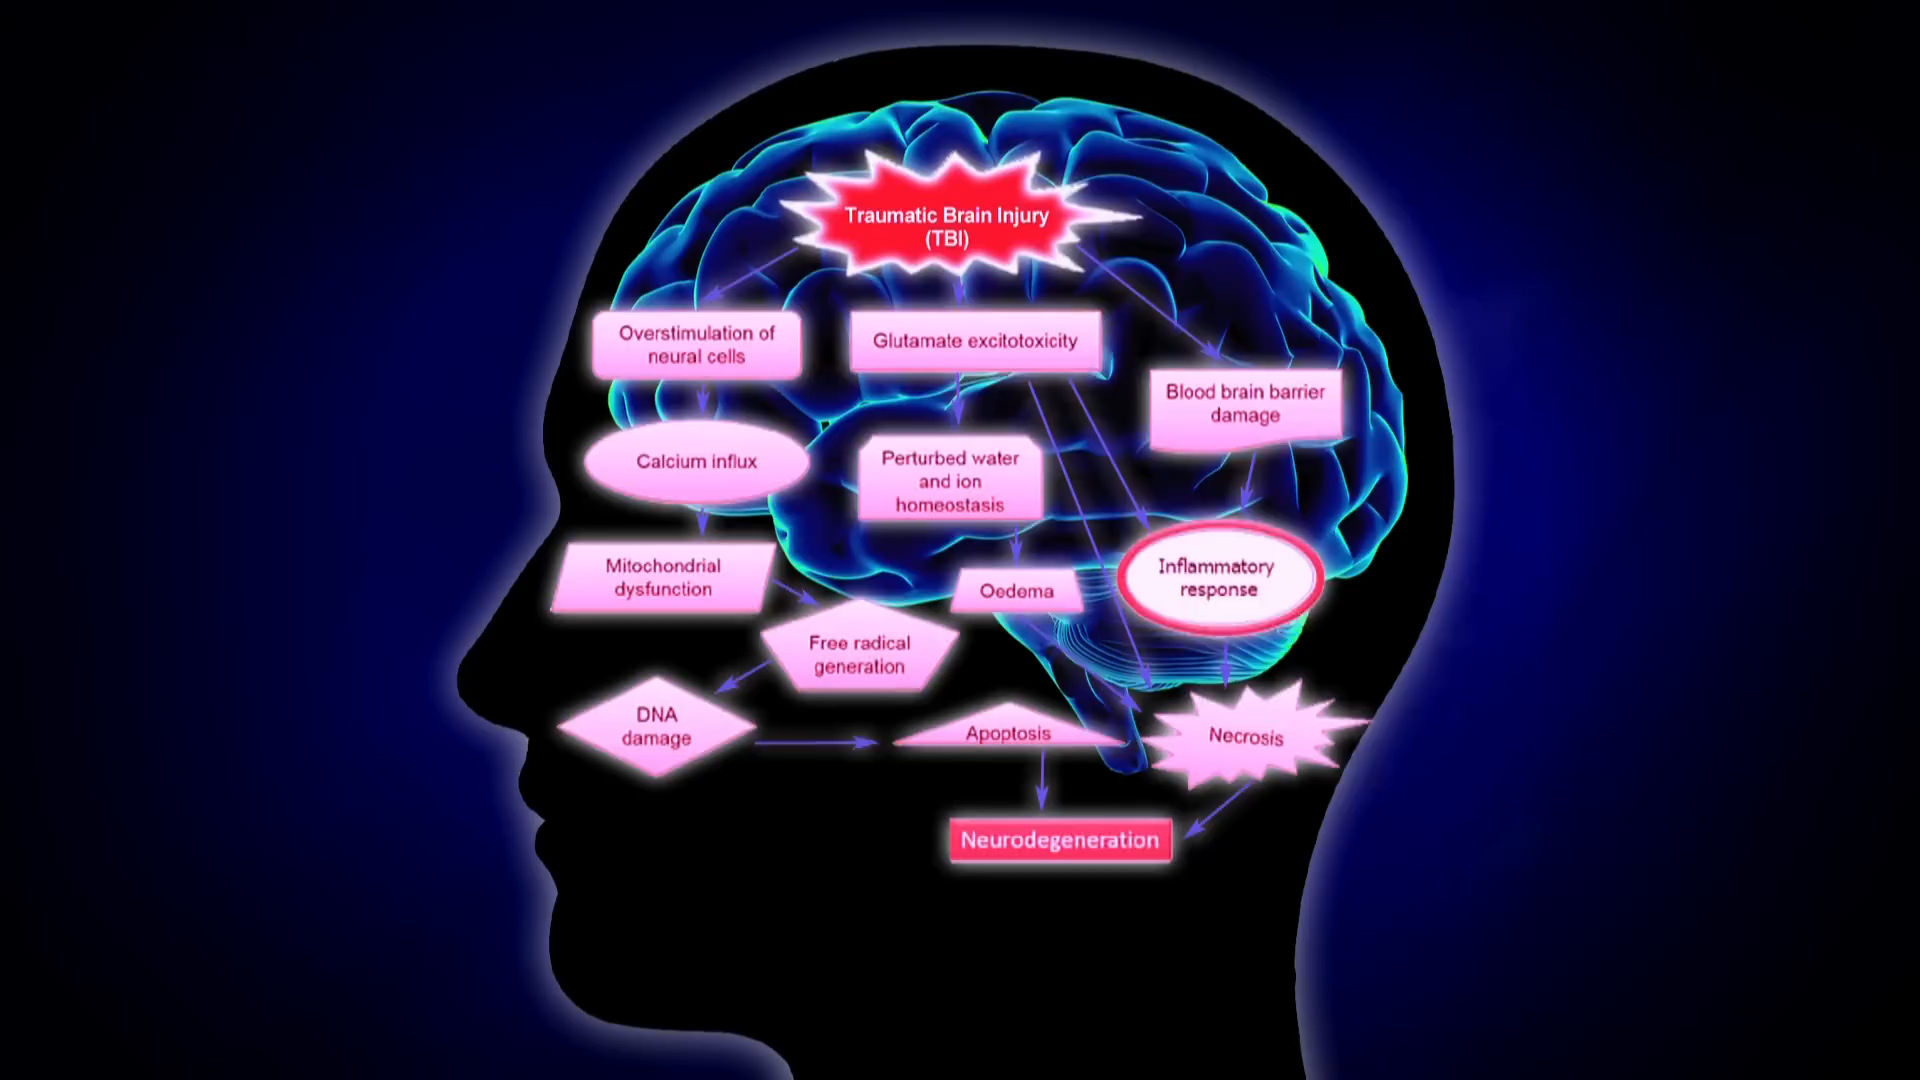 Traumatic Brain Injury
(TBI)
Overstimulation of
neural cells
Glutamate excitotoxicity
Blood brain barrier
damage
Calcium influx
Perturbed water
and ion
homeostasis
Mitochondrial
dysfunction
Oedema
Inflammatory
response
Free radical
generation
DNA
damage
Apoptosis
Necrosis
Neurodegeneration